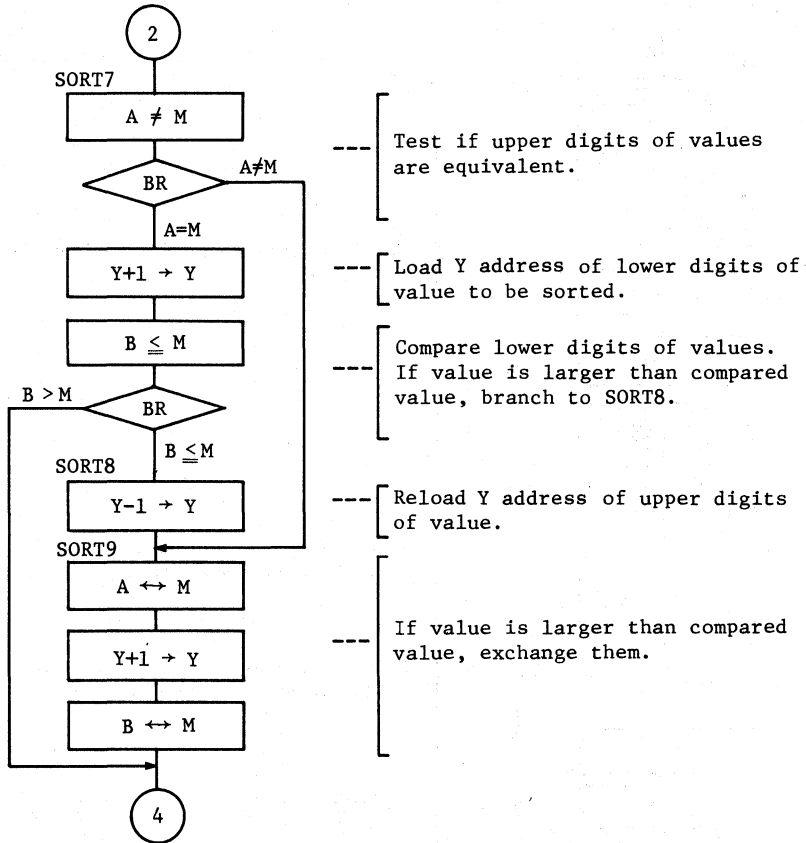 2
SORT7
A ≠ M
A≠M
BR
A=M
Y+1 → Y
B ≦ M
B > M
BR
B ≦ M
SORT8
Y-1 → Y
SORT9
A ↔ M
Y+1 → Y
B ↔ M
4
--- Test if upper digits of values
are equivalent.
--- Load Y address of lower digits of
value to be sorted.
Compare lower digits of values.
--- If value is larger than compared
value, branch to SORT8.
--- Reload Y address of upper digits
of value.
--- If value is larger than compared
value, exchange them.